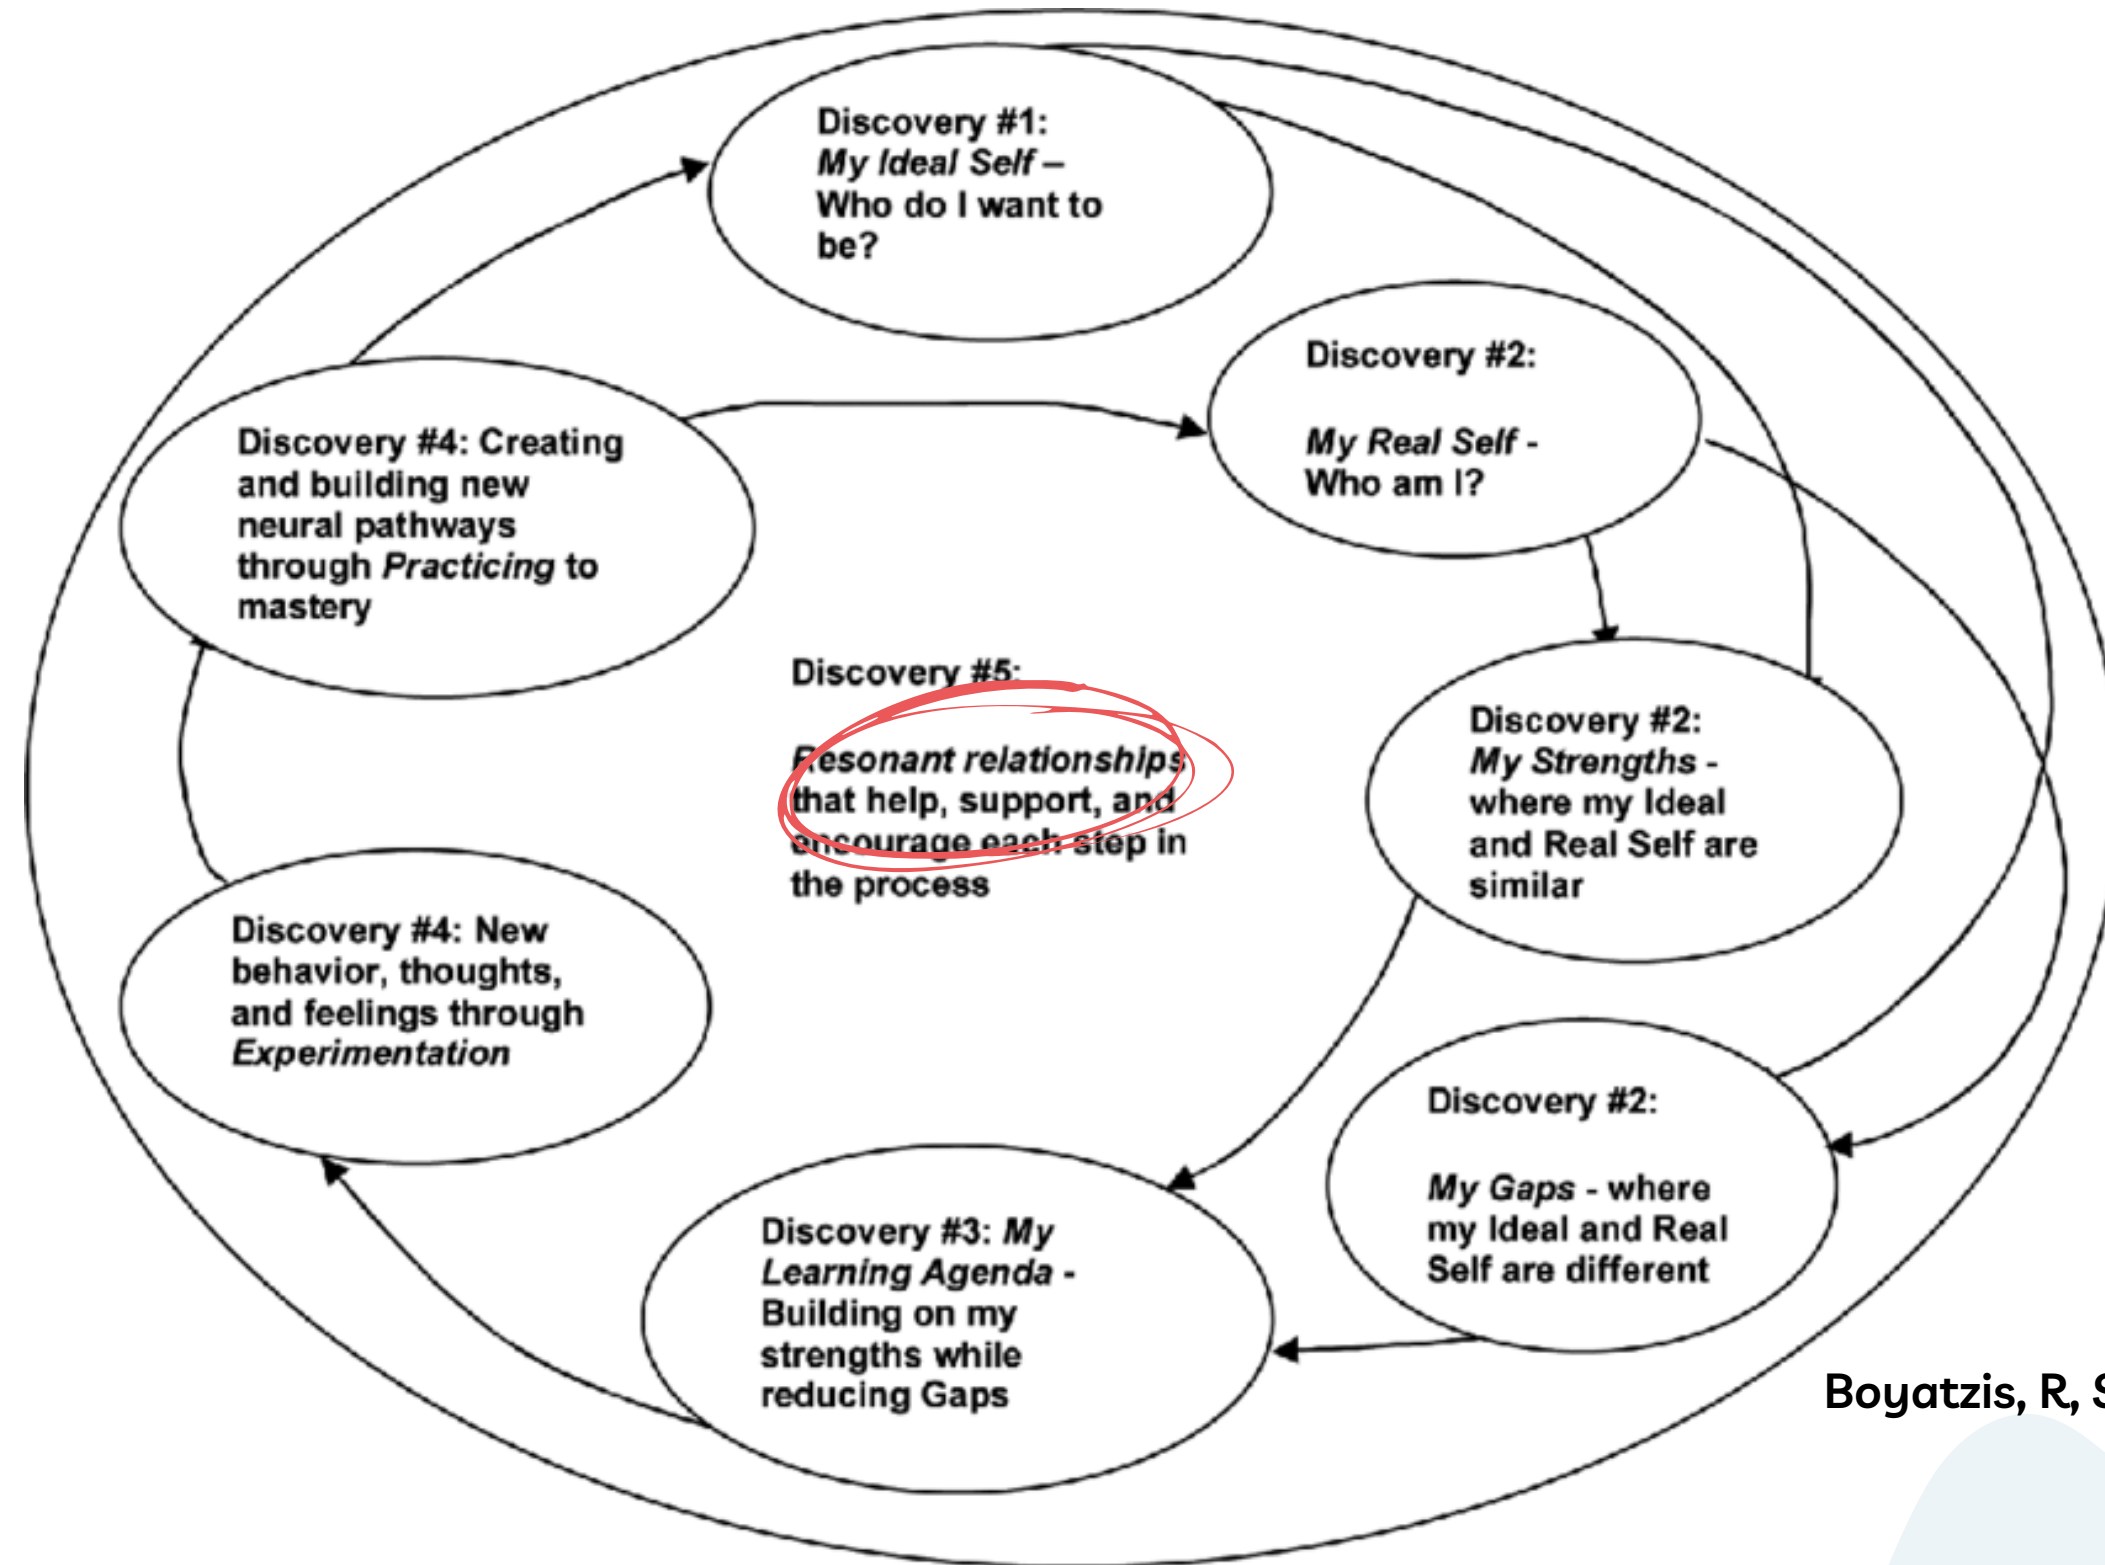 Discovery #1:
My Ideal Self –
Who do I want to
be?
Discovery #2:
My Real Self -
Who am I?
Discovery #4: Creating
and building new
neural pathways
through Practicing to
mastery
Discovery #5:
Resonant relationships
that help, support, and
encourage each step in
the process
Discovery #2:
My Strengths -
where my Ideal
and Real Self are
similar
Discovery #4: New
behavior, thoughts,
and feelings through
Experimentation
Discovery #2:
My Gaps - where
my Ideal and Real
Self are different
Discovery #3: My
Learning Agenda -
Building on my
strengths while
reducing Gaps
Boyatzis, R,